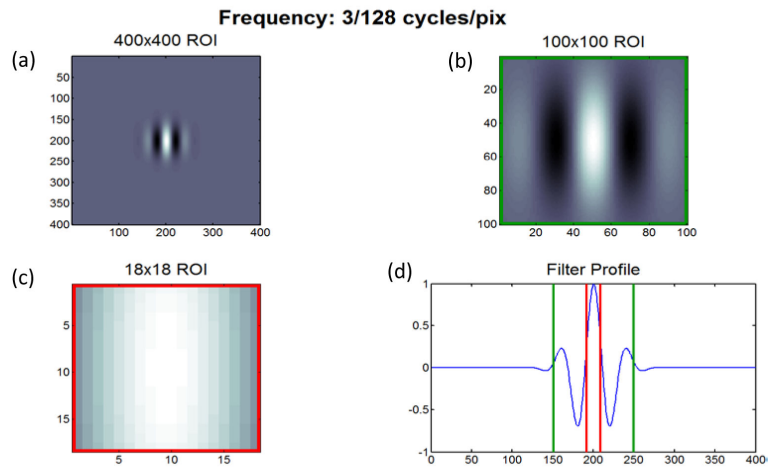 Frequency: 3/128 cycles/pix
(a)
400x400 ROI
50
100
150
200
250
300
350
400
100 200 300 400
(b)
100x100 ROI
20
40
60
80
100
20 40 60 80 100
(c)
18x18 ROI
5
10
15
5 10 15
(d)
Filter Profile
1
0.5
0
-0.5
-1
0 50 100 150 200 250 300 350 400